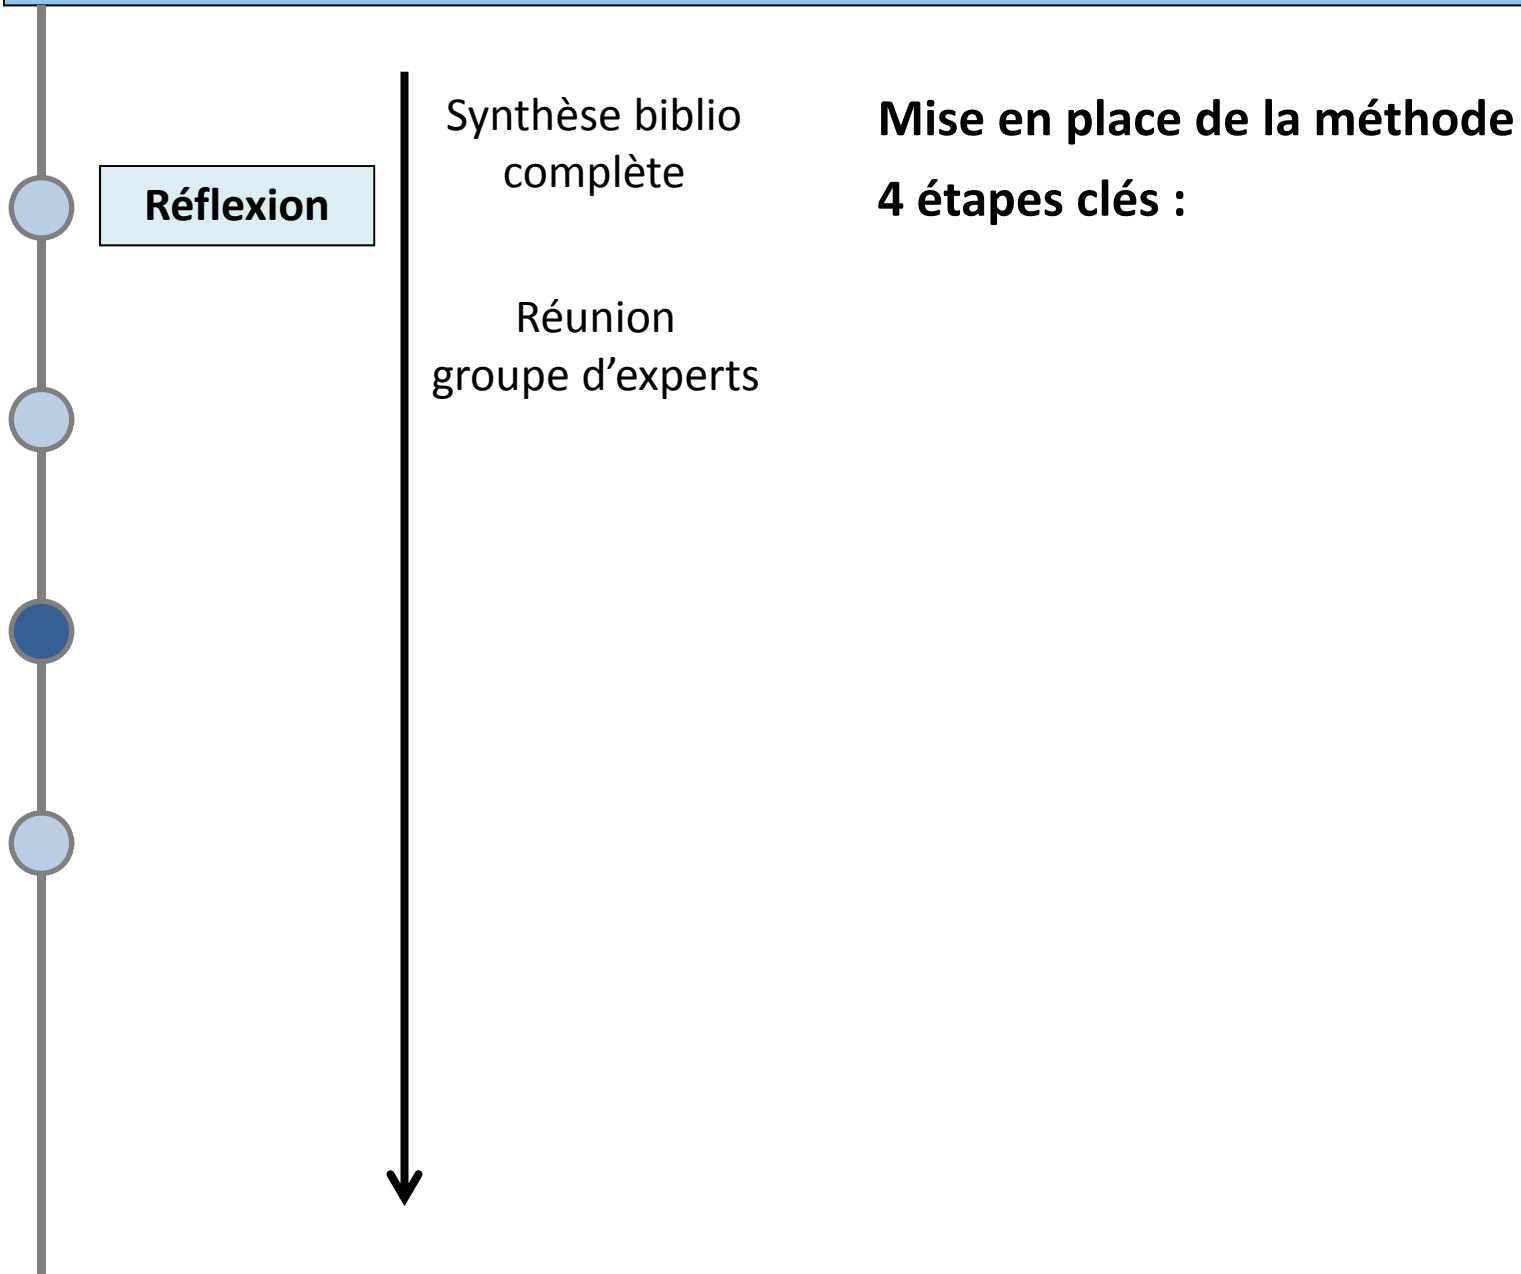 Réflexion
Synthèse biblio
complète
Réunion
groupe d’experts
Mise en place de la méthode
4 étapes clés :